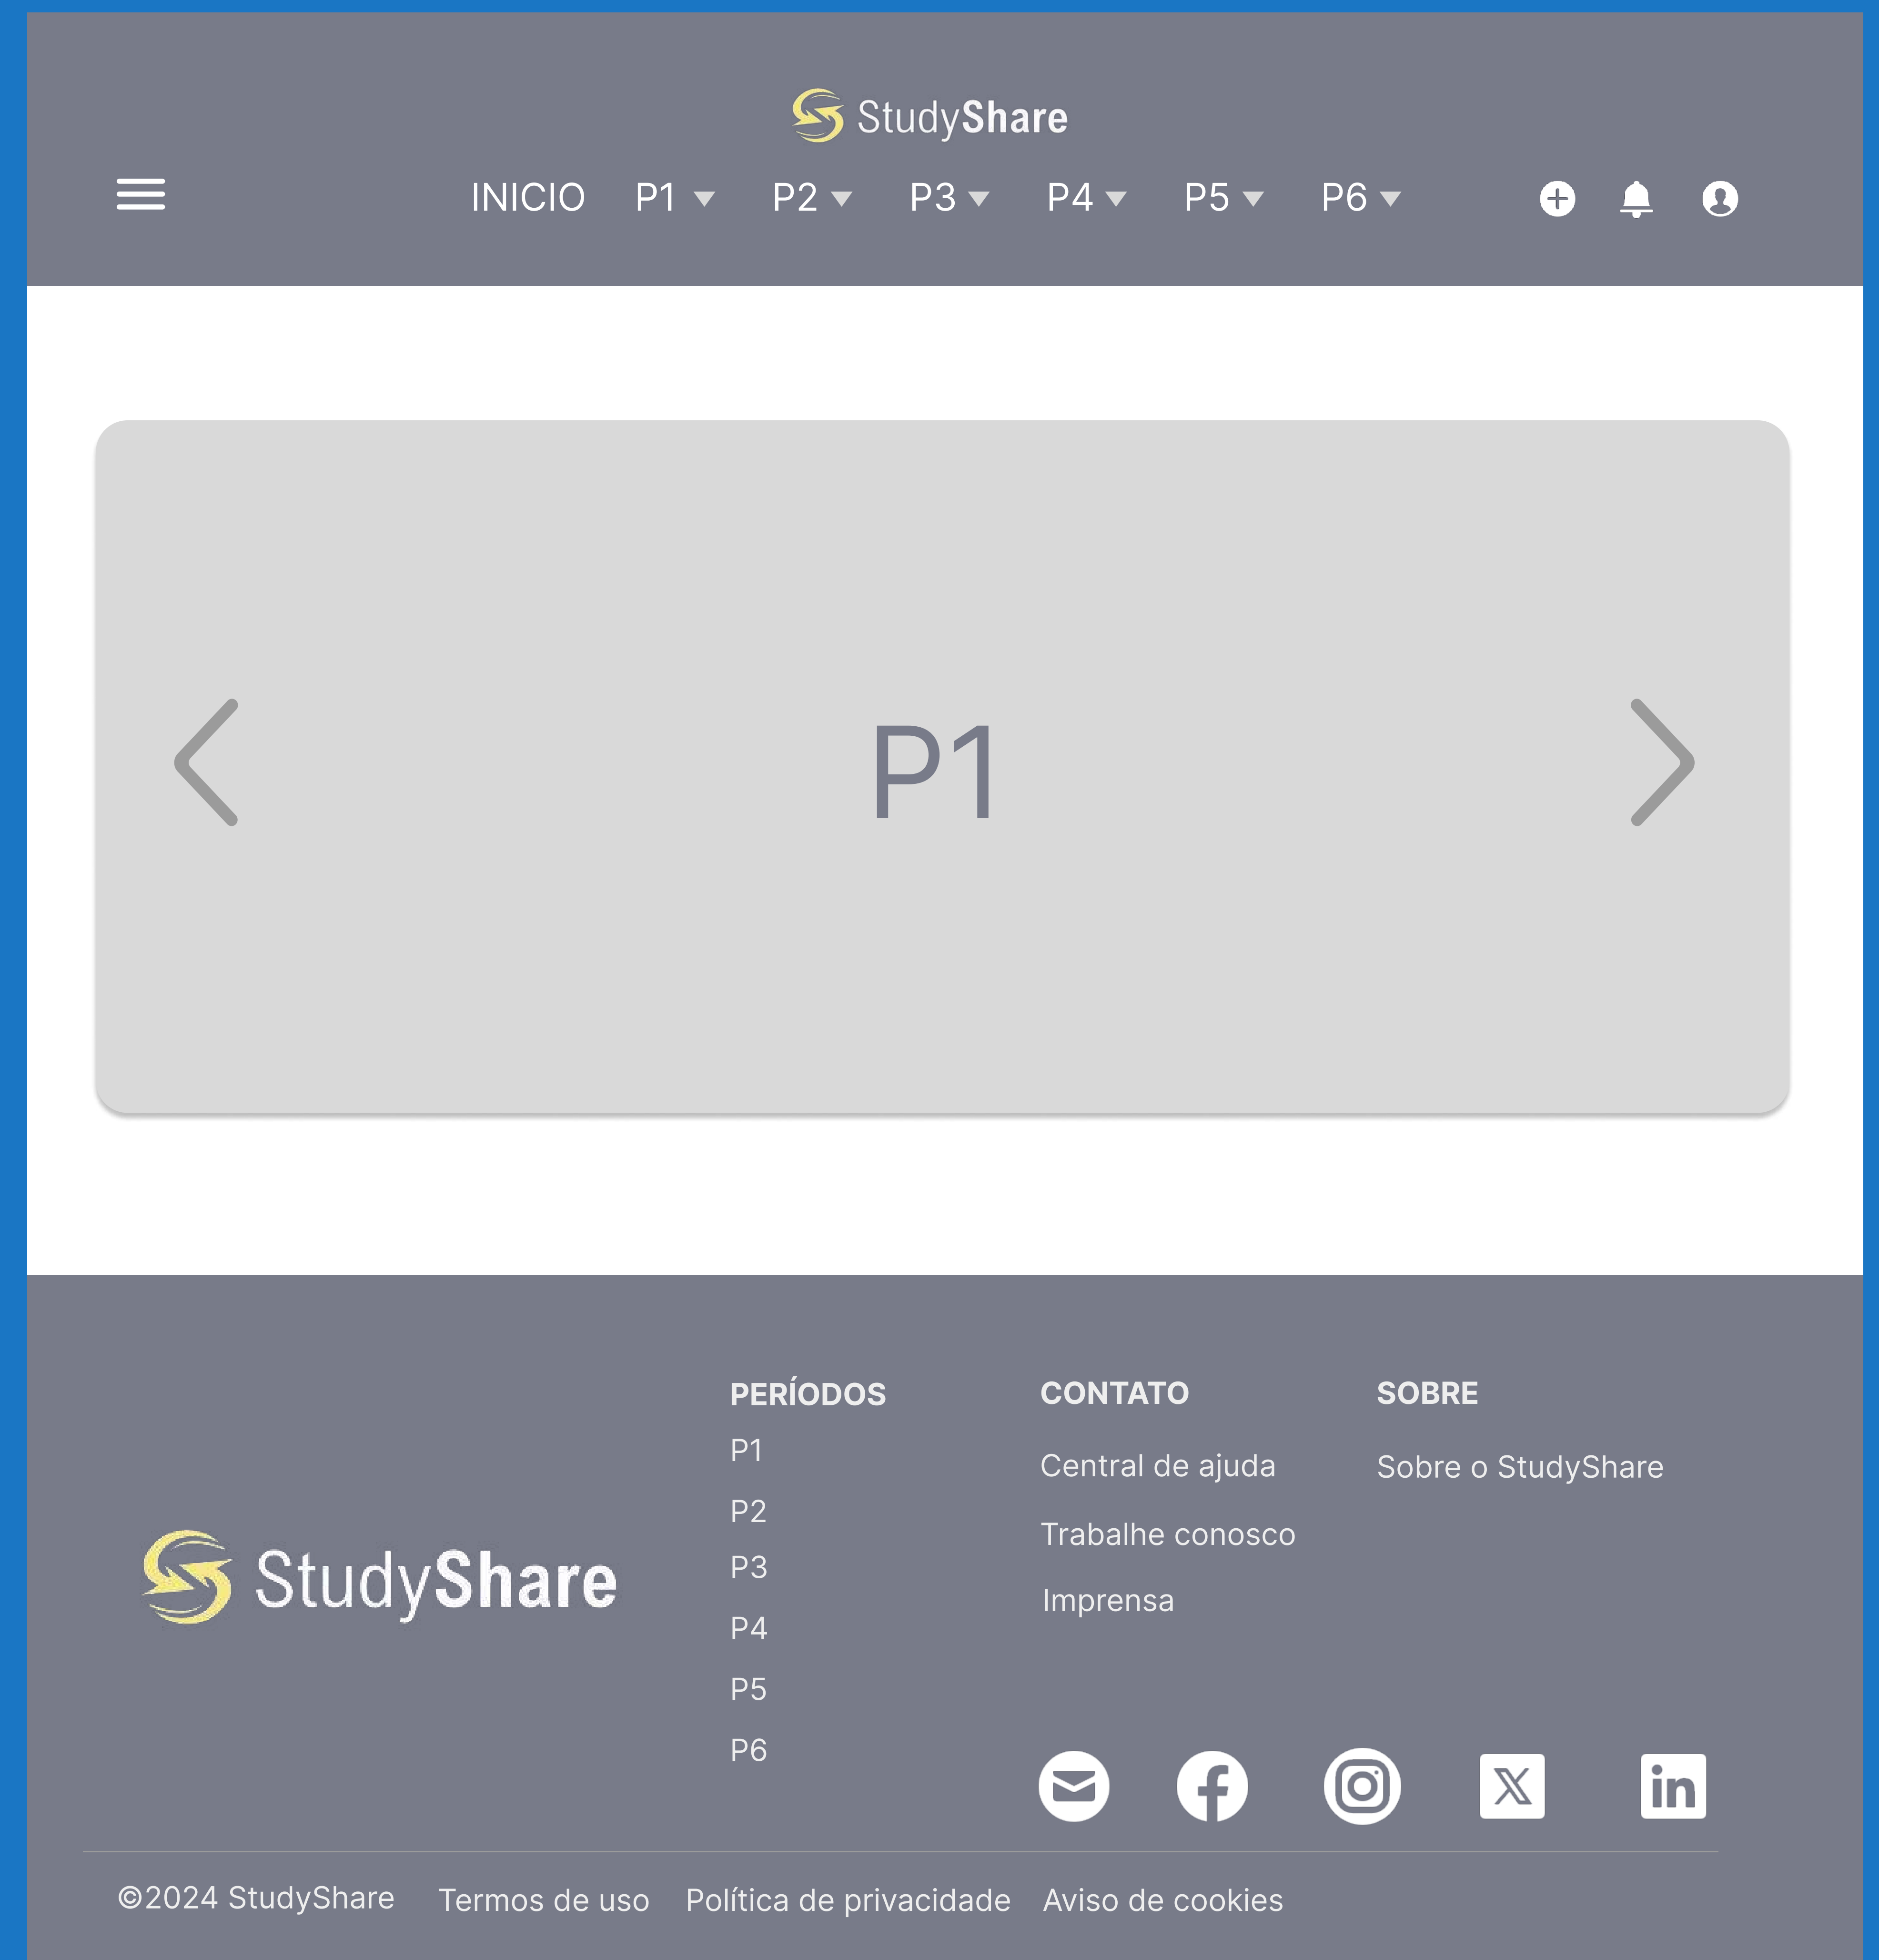 StudyShare
INICIO P1 P2 P3 P4 P5 P6
P1
PERÍODOS
P1
P2
P3
P4
P5
P6
CONTATO
Central de ajuda
Trabalhe conosco
Imprensa
SOBRE
Sobre o StudyShare
StudyShare
©2024 StudyShare Termos de uso Política de privacidade Aviso de cookies